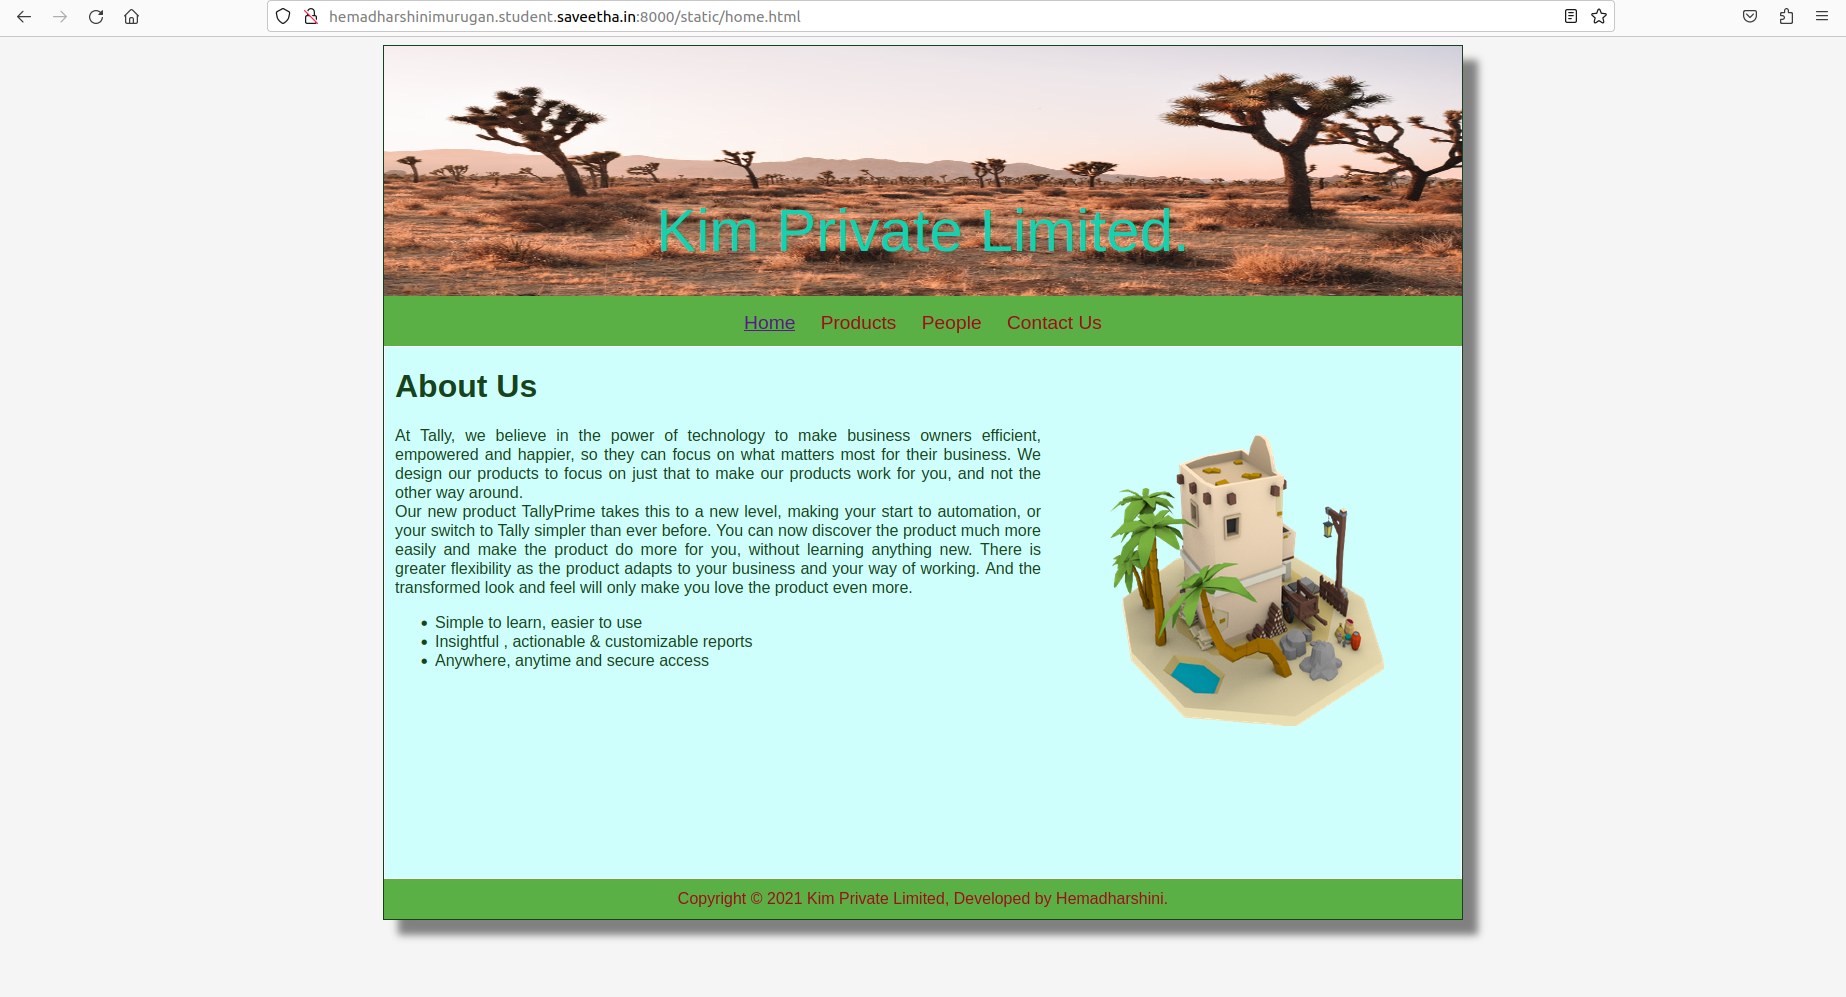 hemadharshinimurugan.student.saveetha.in:8000/static/home.html
Kim Private Limited.
Home Products People Contact Us
About Us
At Tally, we believe in the power of technology to make business owners efficient,
empowered and happier, so they can focus on what matters most for their business. We
design our products to focus on just that to make our products work for you, and not the
other way around.
Our new product TallyPrime takes this to a new level, making your start to automation, or
your switch to Tally simpler than ever before. You can now discover the product much more
easily and make the product do more for you, without learning anything new. There is
greater flexibility as the product adapts to your business and your way of working. And the
transformed look and feel will only make you love the product even more.
• Simple to learn, easier to use
• Insightful , actionable & customizable reports
• Anywhere, anytime and secure access
Copyright © 2021 Kim Private Limited, Developed by Hemadharshini.